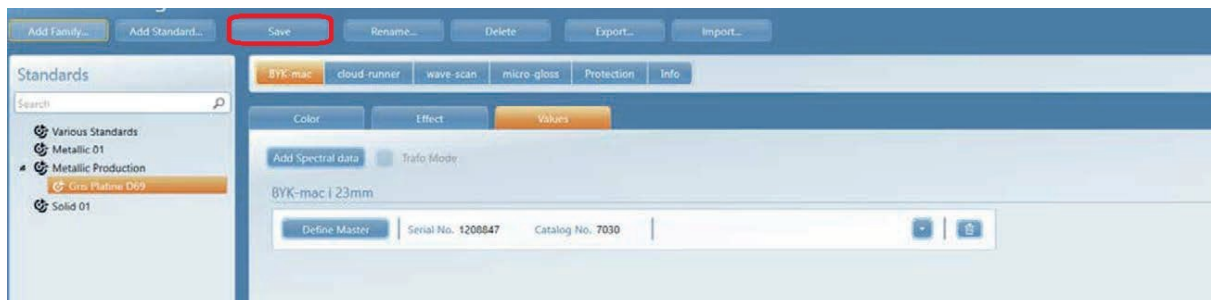 Add Family... Add Standard... Save Rename... Delete Export... Import...
Standards
BYK-mac cloud-runner wave-scan micro-gloss Protection Info
Search
Color Effect Values
Various Standards
Metallic 01
Metallic Production
Gris Platine D69
Solid 01
Add Spectral data Trafo Mode
BYK-mac i 23mm
Define Master Serial No. 1208847 Catalog No. 7030